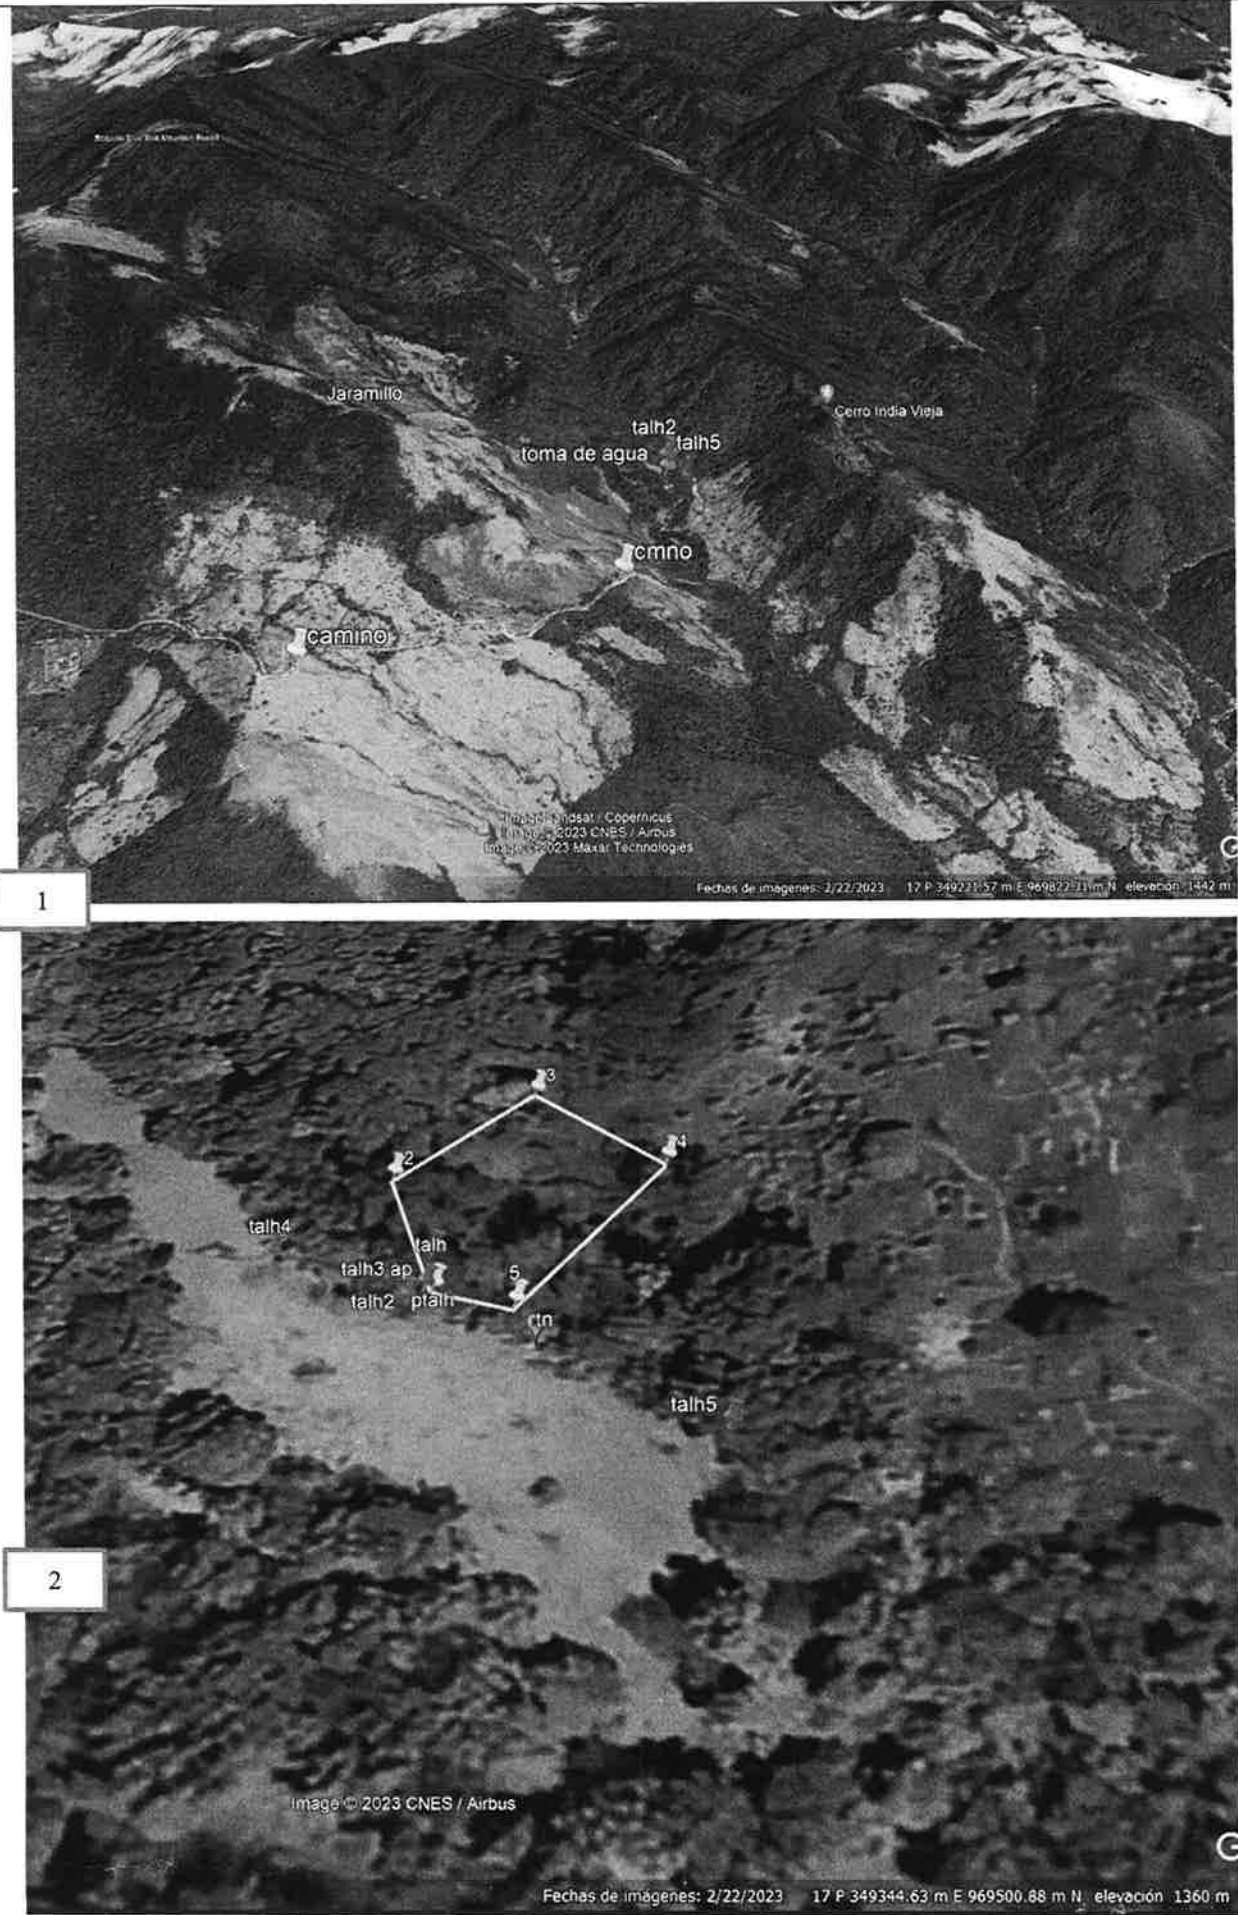 Jaramillo
Cerro India Vieja
talh2
talh5
toma de agua
cmno
camino
Image Landsat / Copernicus
Image © 2023 CNES / Airbus
Image © 2023 Maxar Technologies
Fechas de imagenes: 2/22/2023 17 P 349221.57 m E 969822.31 m N elevación 1442 m
1
3
4
2
talh4
talh
talh3 ap
5
talh2 ptalh
rtn
talh5
2
Image © 2023 CNES / Airbus
Fechas de imágenes: 2/22/2023 17 P 349344.63 m E 969500.88 m N elevación 1360 m